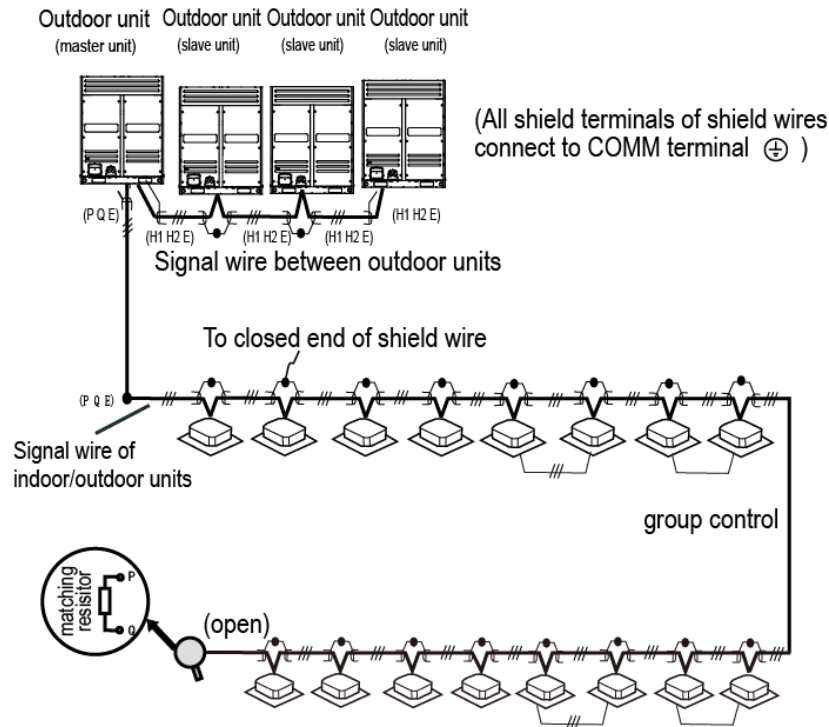 Outdoor unit Outdoor unit Outdoor unit Outdoor unit
(master unit) (slave unit) (slave unit) (slave unit)
(All shield terminals of shield wires
connect to COMM terminal )
(P Q E) (H1 H2 E) (H1 H2 E) (H1 H2 E) (H1 H2 E)
Signal wire between outdoor units
To closed end of shield wire
(P Q E)
Signal wire of
indoor/outdoor units
group control
matching
resisitor
P
Q
(open)